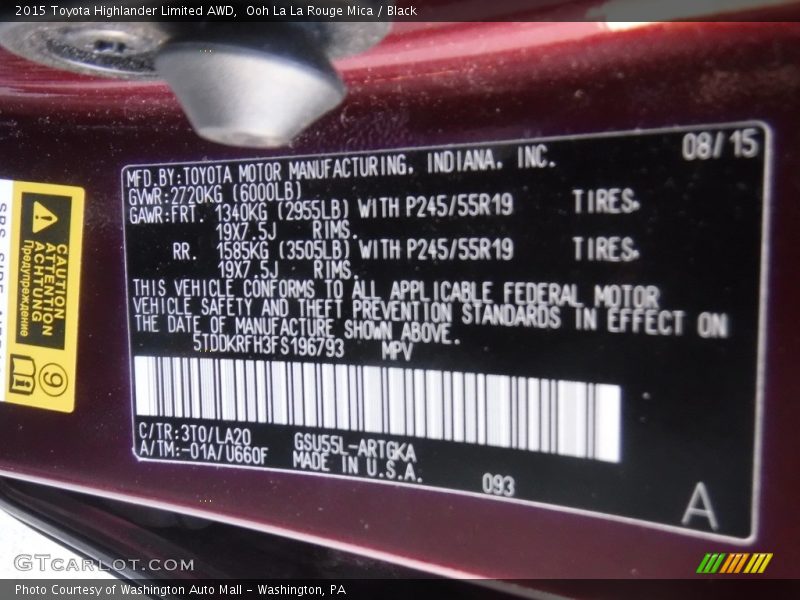 2015 Toyota Highlander Limited AWD,  Ooh La La Rouge Mica / Black
08/15
MFD.BY:TOYOTA MOTOR MANUFACTURING, INDIANA, INC.
GVWR:2720KG (6000LB)
GAWR:FRT. 1340KG (2955LB) WITH P245/55R19 TIRES,
19X7.5J RIMS.
RR. 1585KG (3505LB) WITH P245/55R19 TIRES,
19X7.5J RIMS.
THIS VEHICLE CONFORMS TO ALL APPLICABLE FEDERAL MOTOR
VEHICLE SAFETY AND THEFT PREVENTION STANDARDS IN EFFECT ON
THE DATE OF MANUFACTURE SHOWN ABOVE.
5TDDKRFH3FS196793 MPV
C/TR:3T0/LA20
A/TM:-01A/U660F
GSU55L-ARTGKA
MADE IN U.S.A.
093
A
CAUTION
ATTENTION
ACHTUNG
Предупреждение
9
GTCARLOT.COM
Photo Courtesy of Washington Auto Mall - Washington, PA